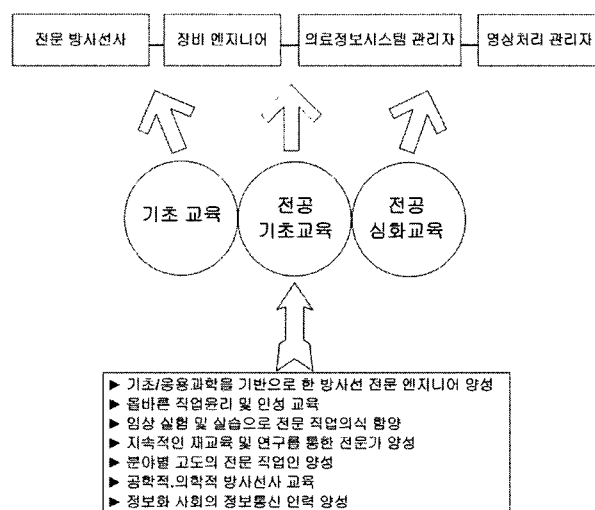 전문 방사선사
장비 엔지니어
의료정보시스템 관리자
영상처리 관리자
기초 교육
전공
기초교육
전공
심화교육
▶ 기초/응용과학을 기반으로 한 방사선 전문 엔지니어 양성
▶ 올바른 직업윤리 및 인성 교육
▶ 임상 실험 및 실습으로 전문 직업의식 함양
▶ 지속적인 재교육 및 연구를 통한 전문가 양성
▶ 분야별 고도의 전문 직업인 양성
▶ 공학적.의학적 방사선사 교육
▶ 정보화 사회의 정보통신 인력 양성